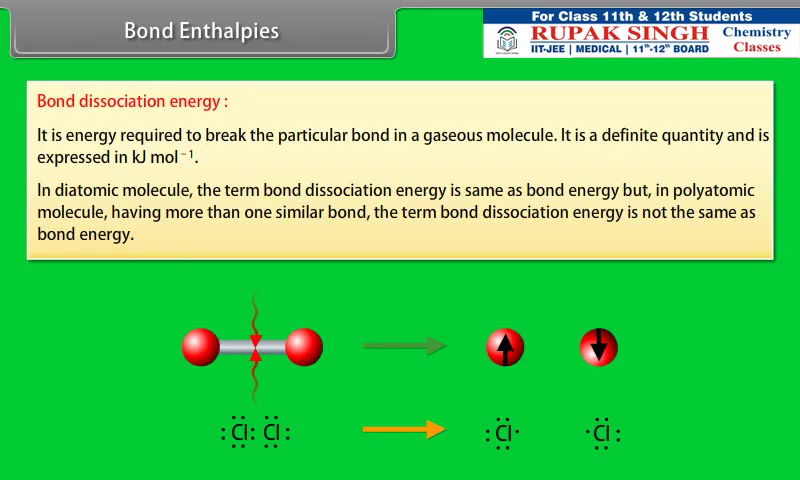 Bond Enthalpies
For Class 11th & 12th Students
RUPAK SINGH
Chemistry
Classes
IIT-JEE | MEDICAL | 11th-12th BOARD
Bond dissociation energy :
It is energy required to break the particular bond in a gaseous molecule. It is a definite quantity and is
expressed in kJ mol⁻¹.
In diatomic molecule, the term bond dissociation energy is same as bond energy but, in polyatomic
molecule, having more than one similar bond, the term bond dissociation energy is not the same as
bond energy.
Cl Cl Cl Cl